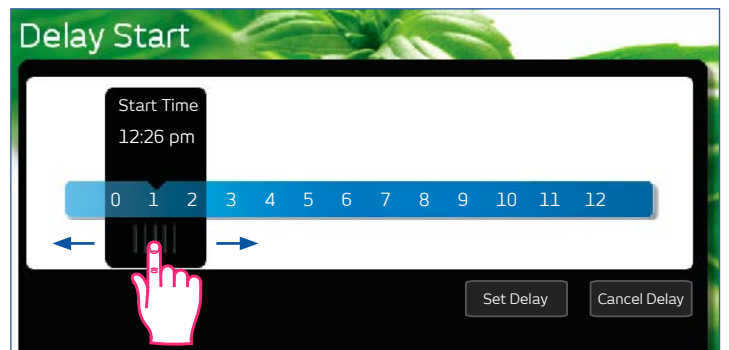 Delay Start
Start Time
12:26 pm
0 1 2 3 4 5 6 7 8 9 10 11 12
Set Delay Cancel Delay